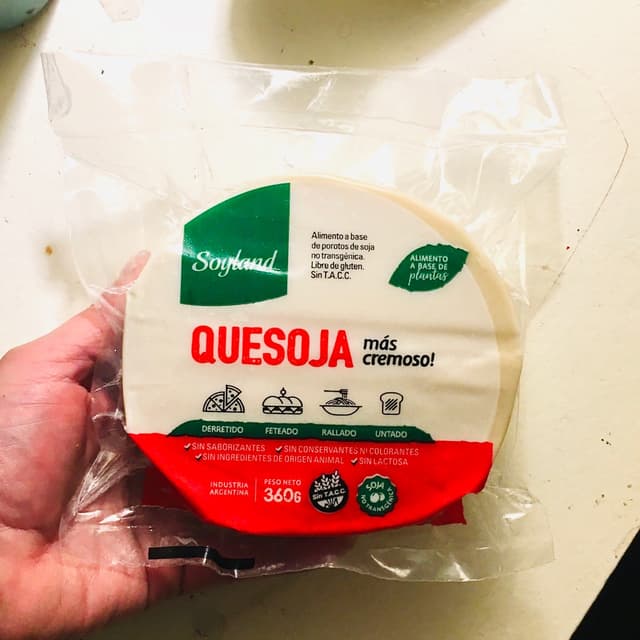 Soyland
Alimento a base
de porotos de soja
no transgénica.
Libre de gluten.
Sin T.A.C.C.
ALIMENTO
A BASE DE
plantas
QUESOJA
más
cremoso!
DERRETIDO
FETEADO
RALLADO
UNTADO
SIN SABORIZANTES SIN CONSERVANTES NI COLORANTES
SIN INGREDIENTES DE ORIGEN ANIMAL SIN LACTOSA
INDUSTRIA
ARGENTINA
PESO NETO
360G
Sin T.A.C.C.
SOJA
NO TRANSGÉNICA